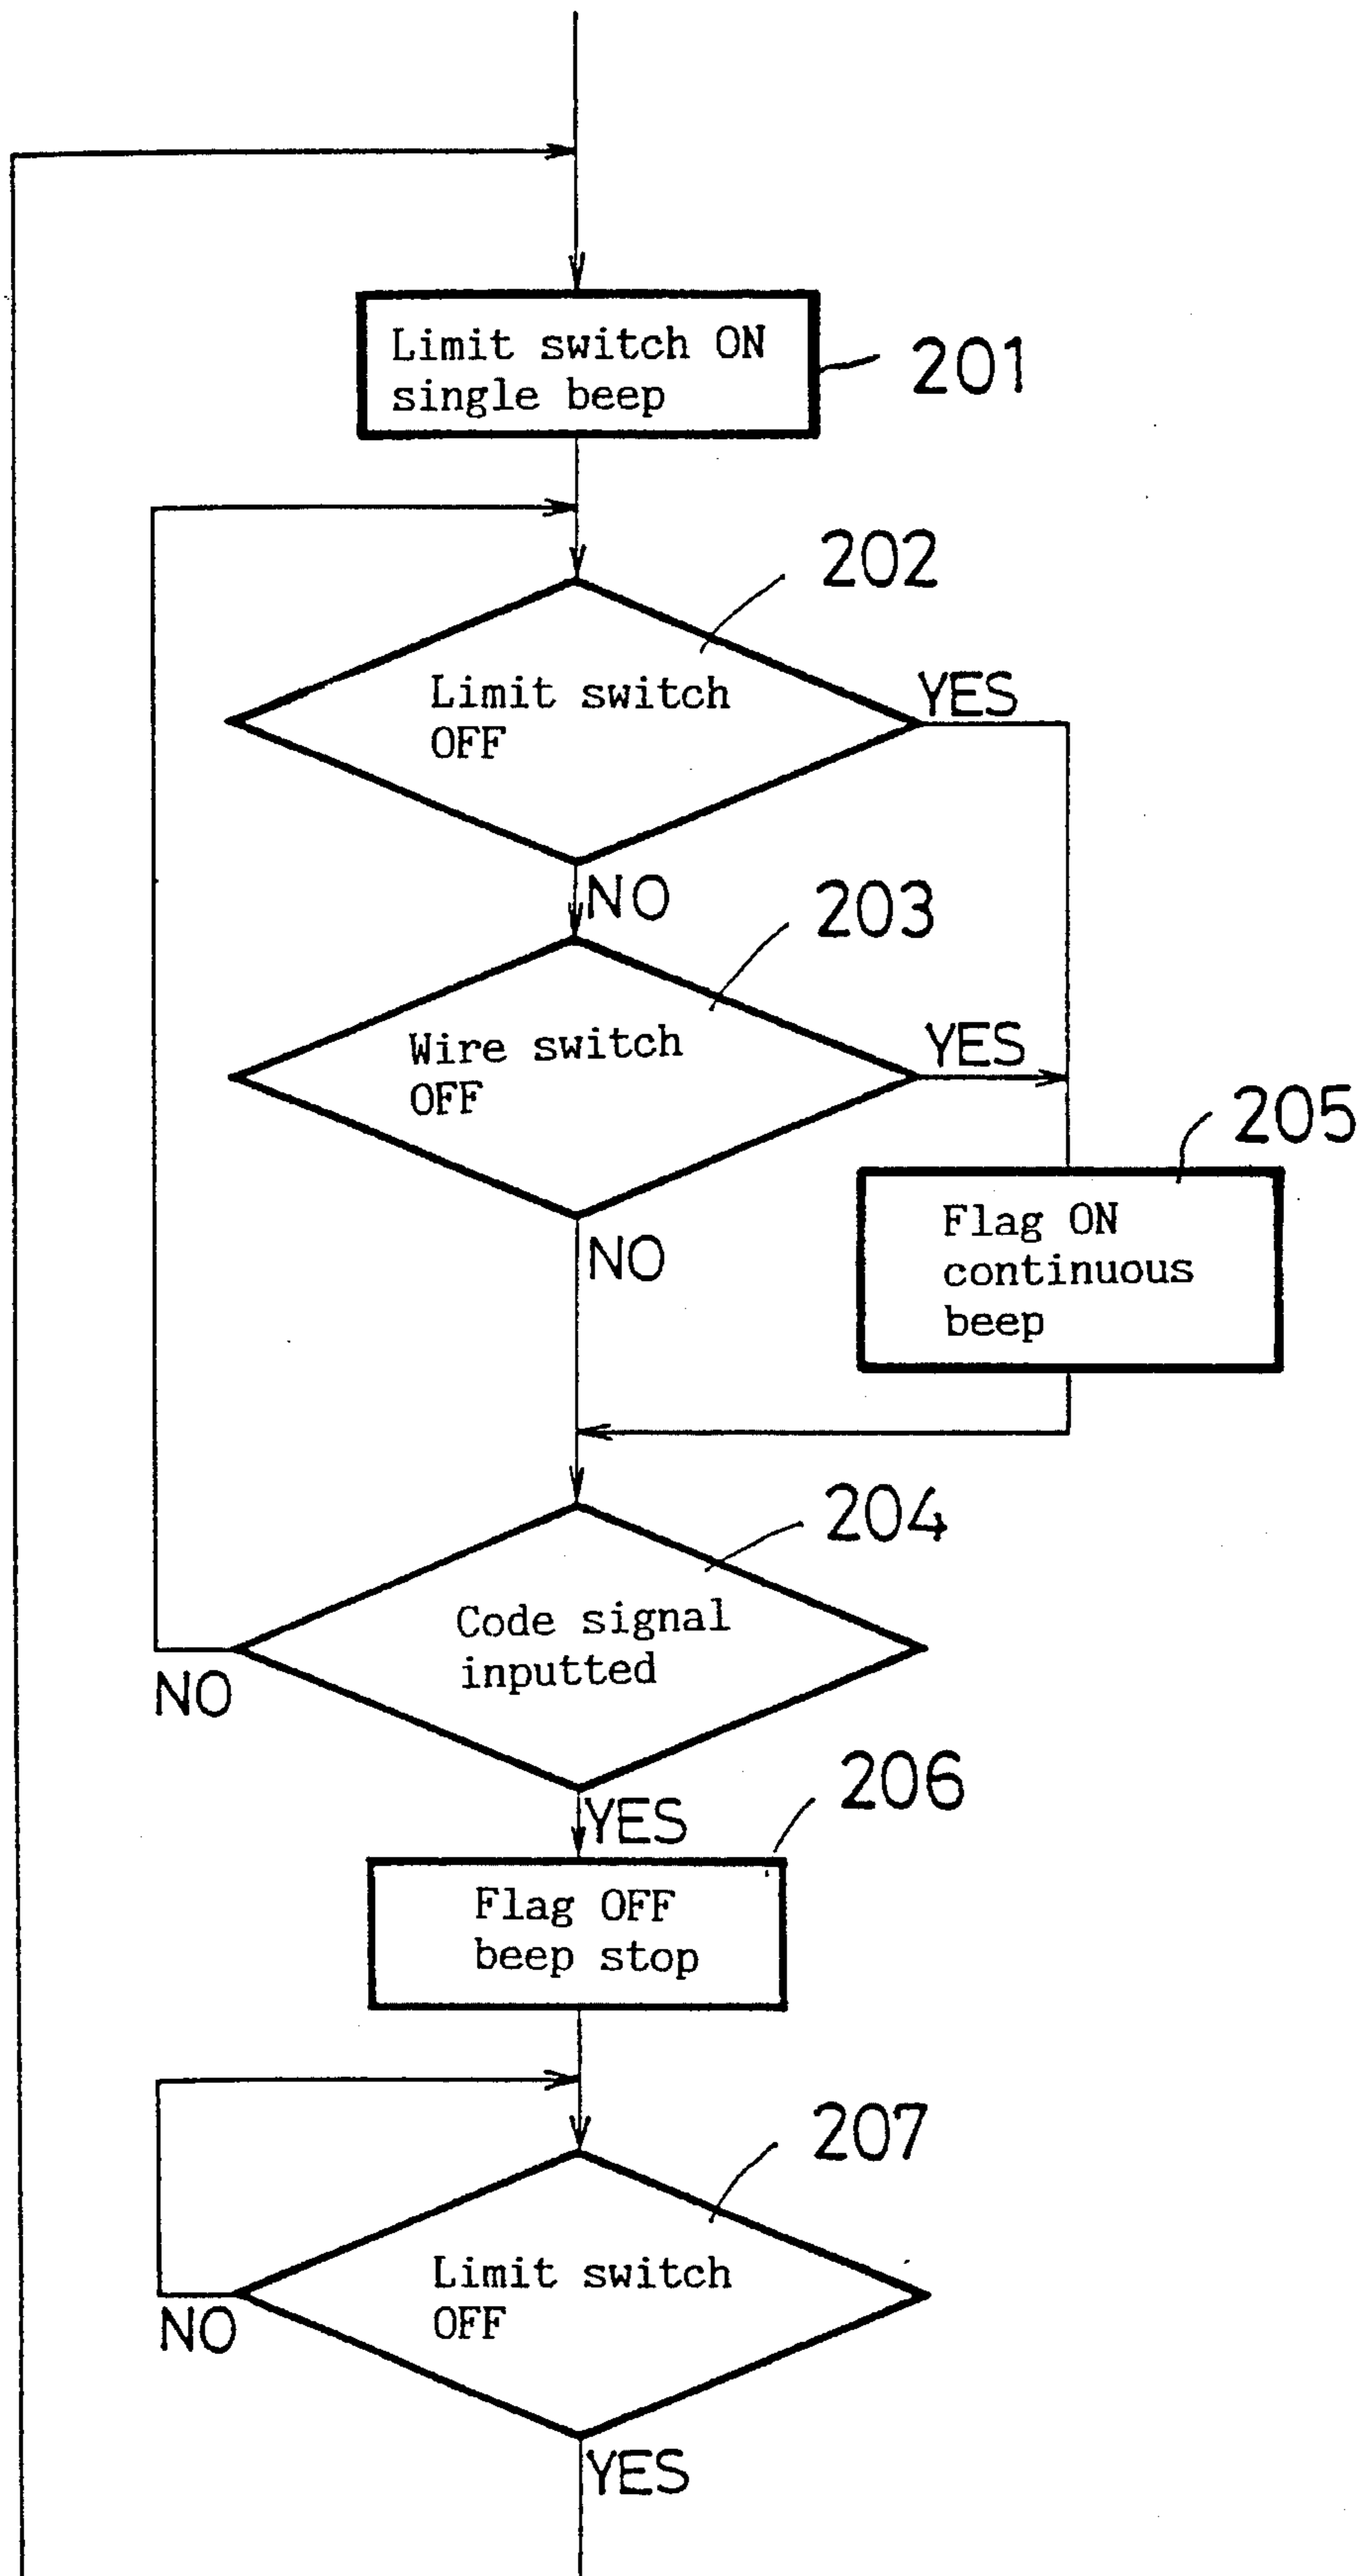 Limit switch ON
single beep
201
202
Limit switch
OFF
YES
NO
203
Wire switch
OFF
YES
205
NO
Flag ON
continuous
beep
204
Code signal
inputted
NO
206
YES
Flag OFF
beep stop
207
Limit switch
OFF
NO
YES